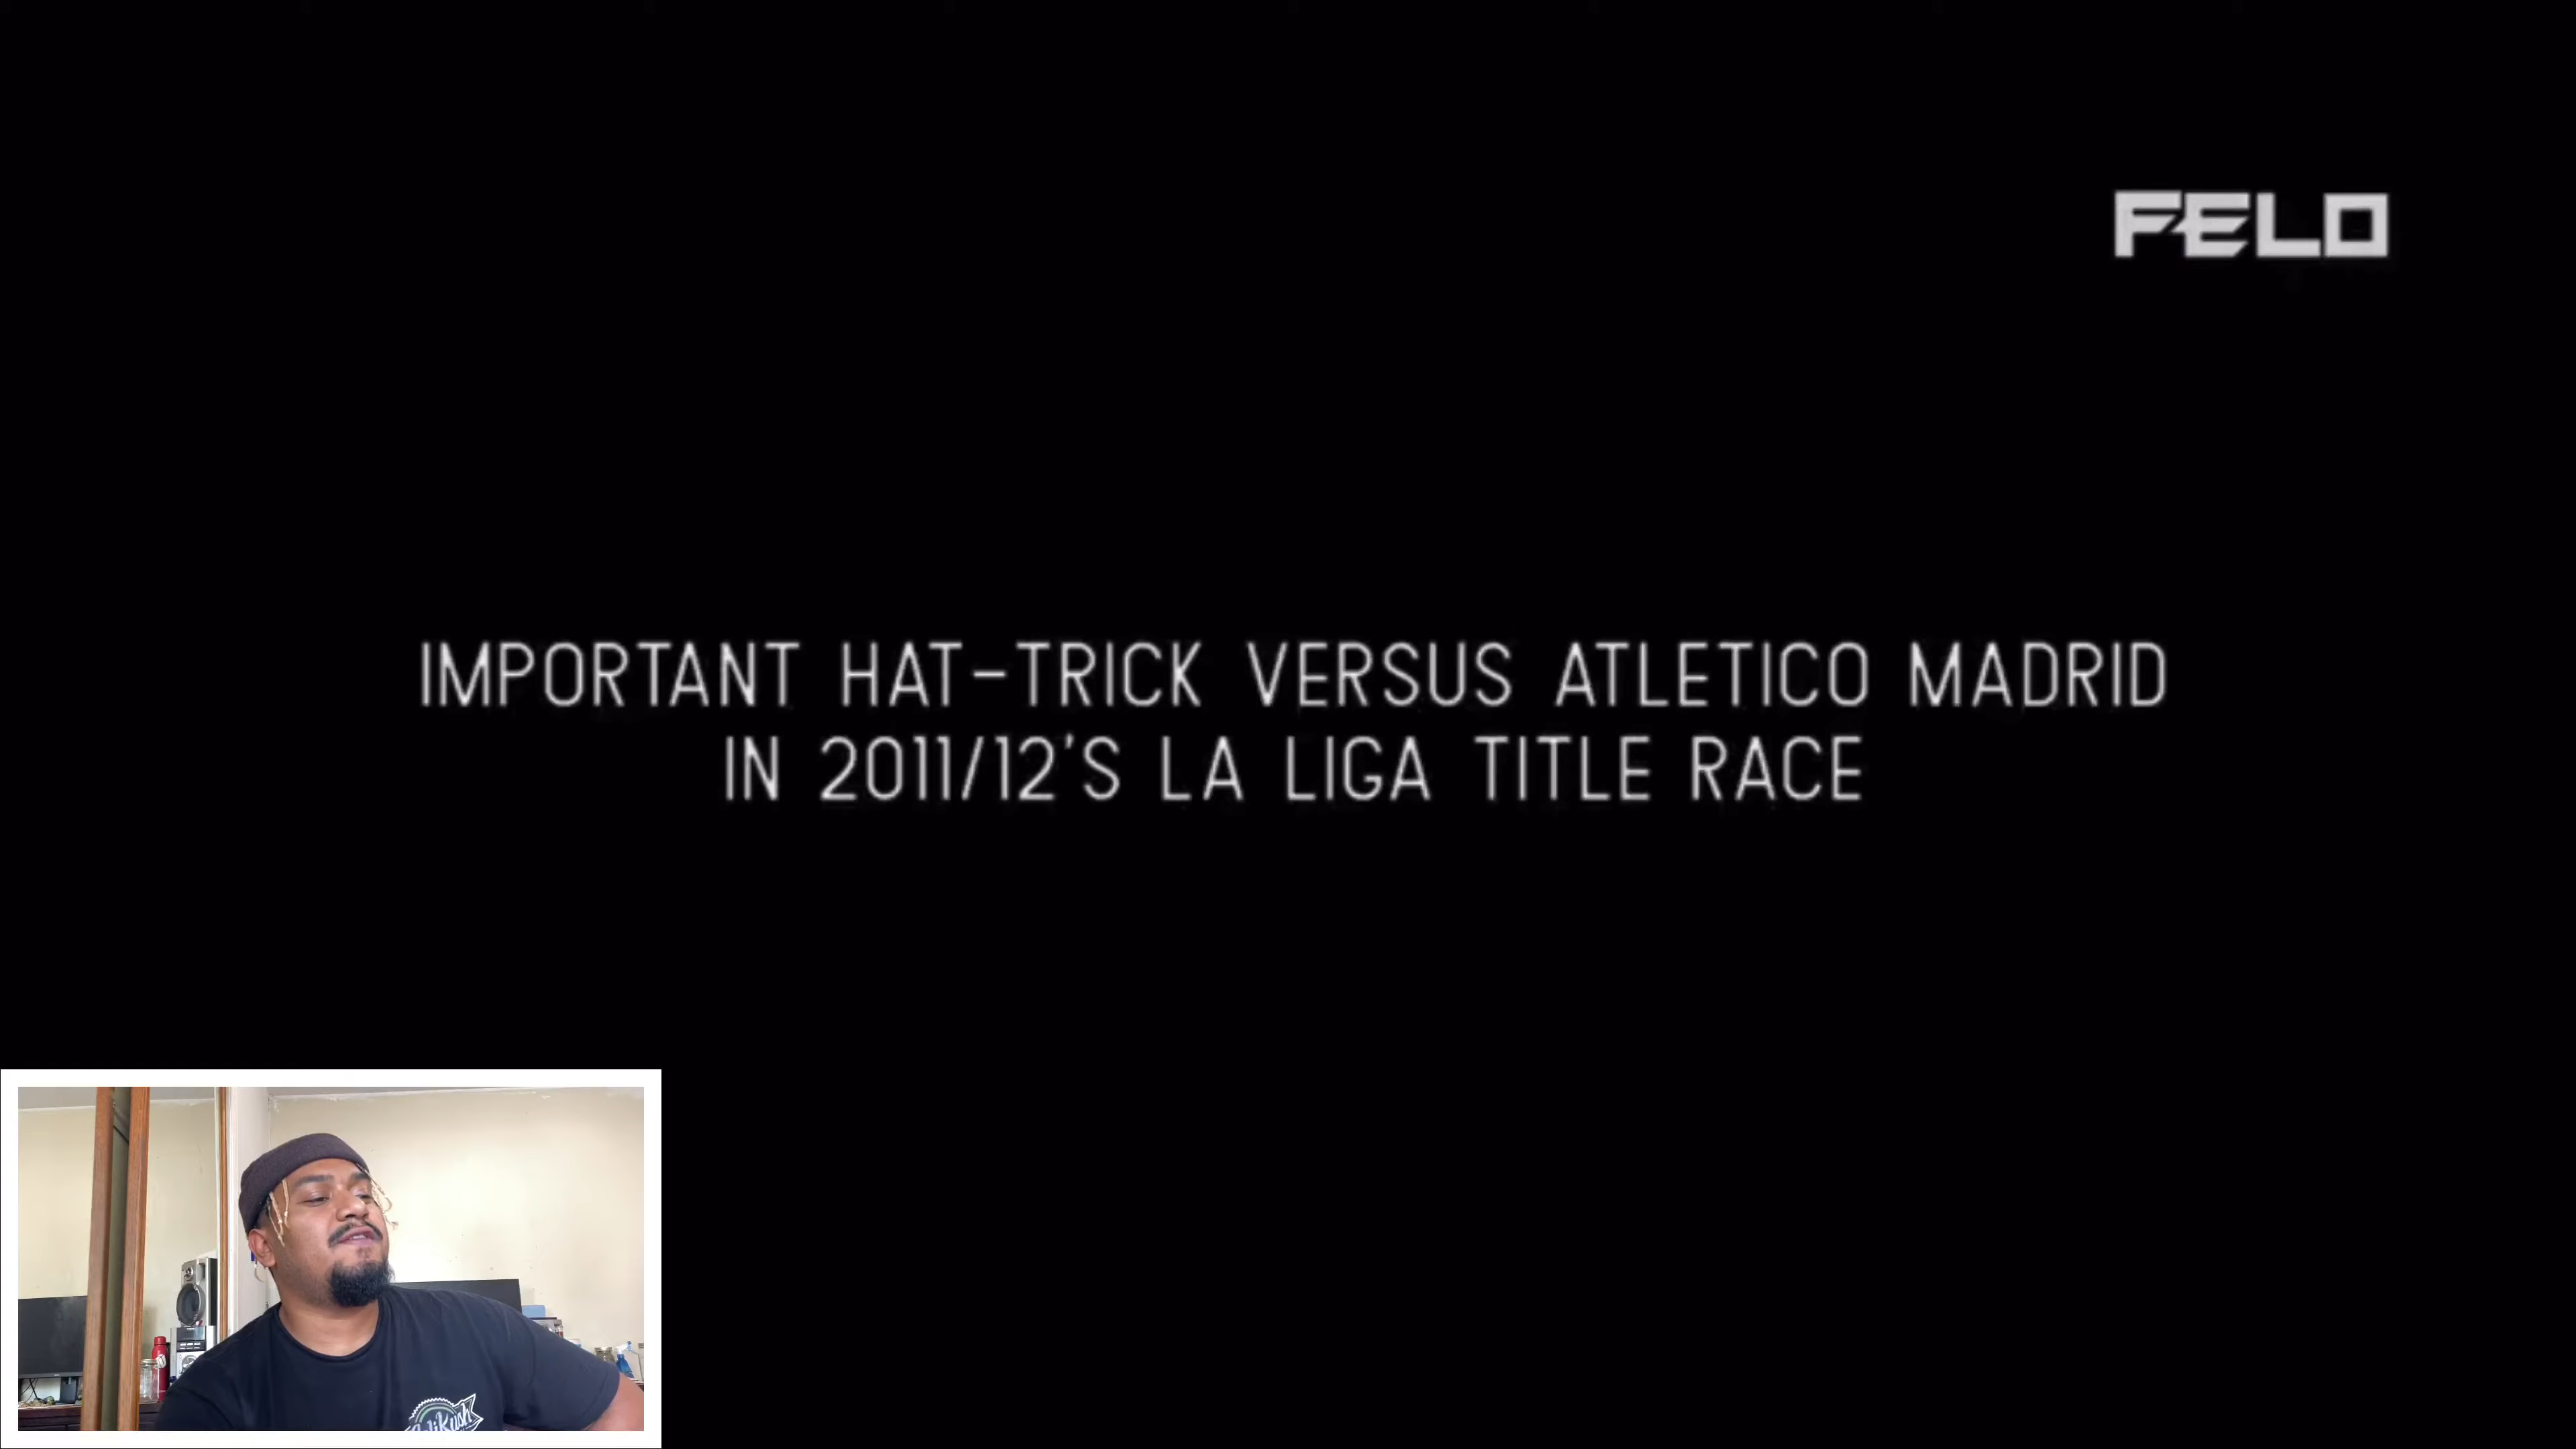 FELO
IMPORTANT HAT-TRICK VERSUS ATLETICO MADRID
IN 2011/12'S LA LIGA TITLE RACE